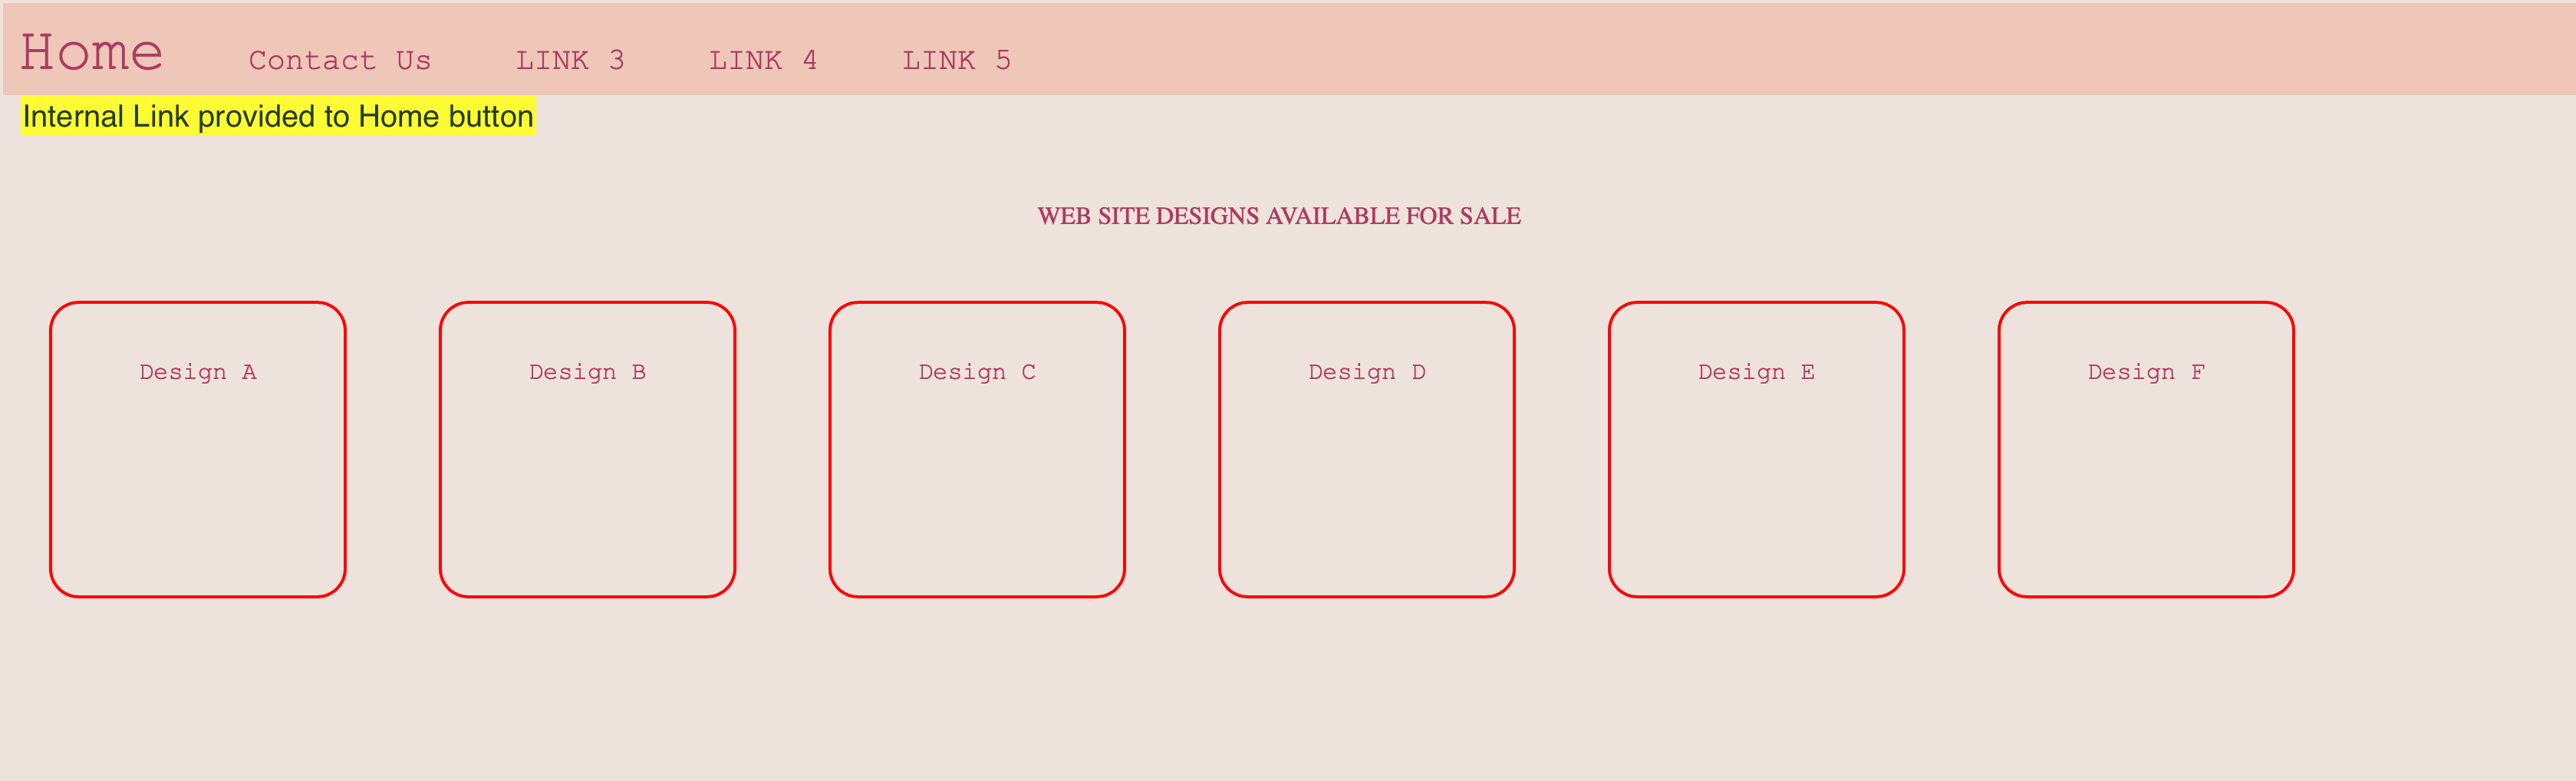 Home Contact Us LINK 3 LINK 4 LINK 5
Internal Link provided to Home button
WEB SITE DESIGNS AVAILABLE FOR SALE
Design A Design B Design C Design D Design E Design F